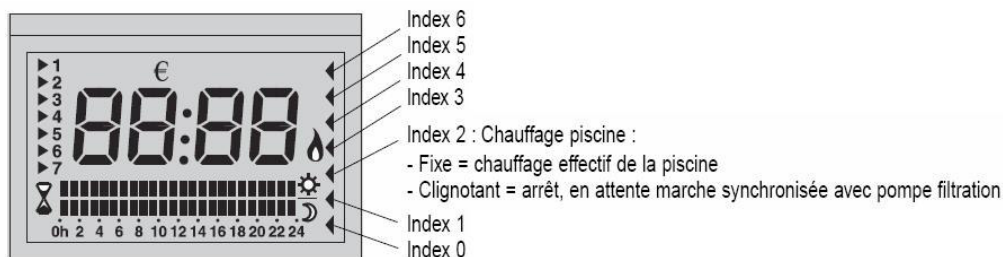 Index 6
Index 5
Index 4
Index 3
Index 2 : Chauffage piscine :
- Fixe = chauffage effectif de la piscine
- Clignotant = arrêt, en attente marche synchronisée avec pompe filtration
Index 1
Index 0
1
€
2
3
4
5
6
7
88:88
0h 2 4 6 8 10 12 14 16 18 20 22 24